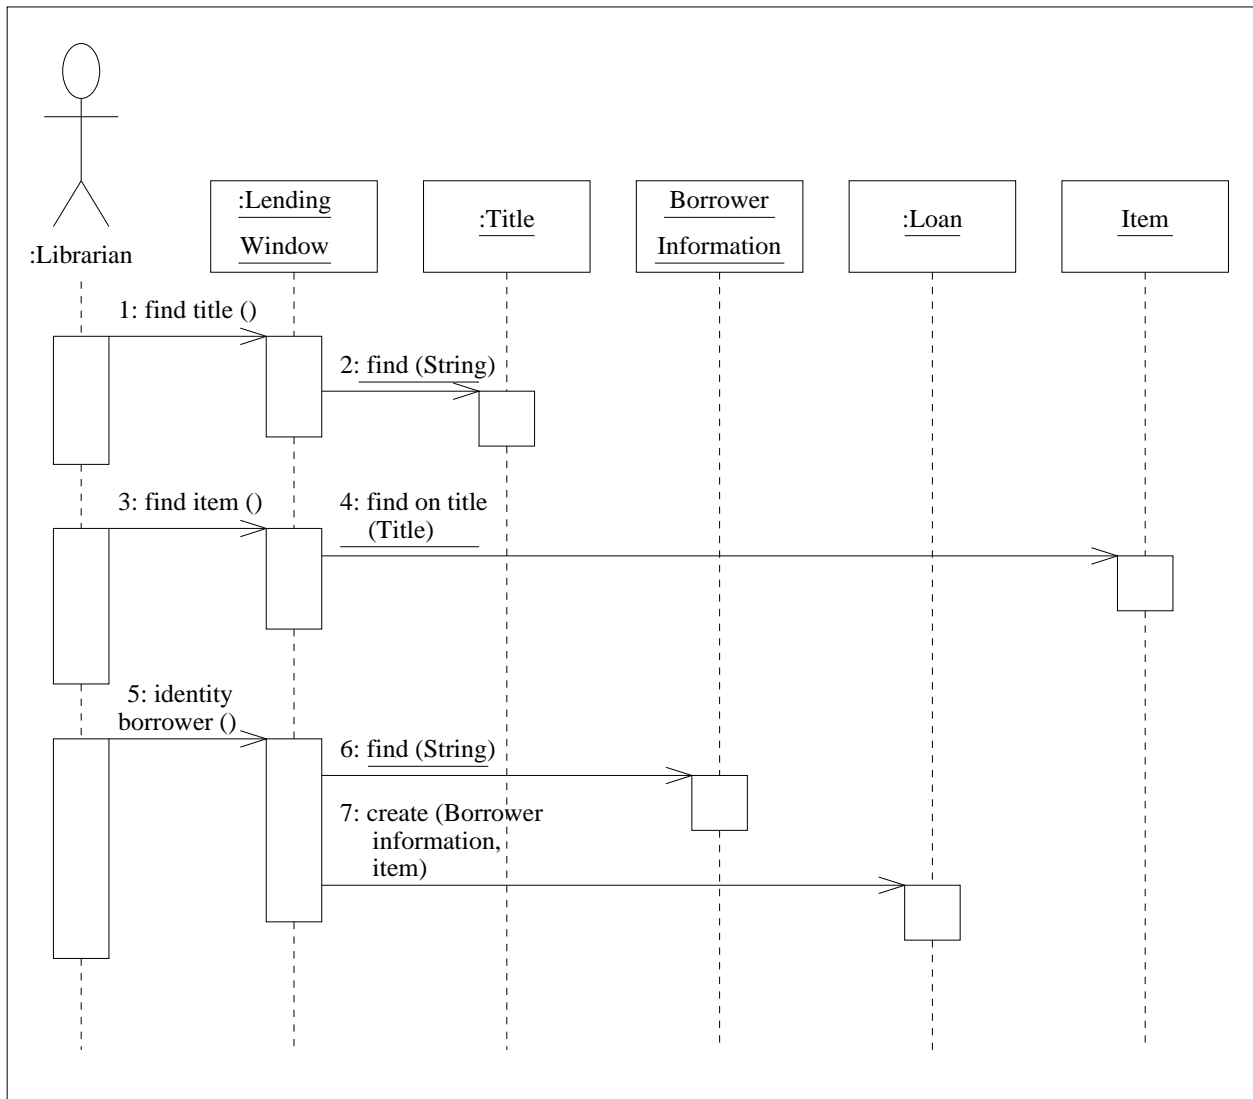 :Lending
Window
:Title
Borrower
Information
:Loan
Item
:Librarian
1: find title ()
2: find (String)
3: find item ()
4: find on title
(Title)
5: identity
borrower ()
6: find (String)
7: create (Borrower
information,
item)